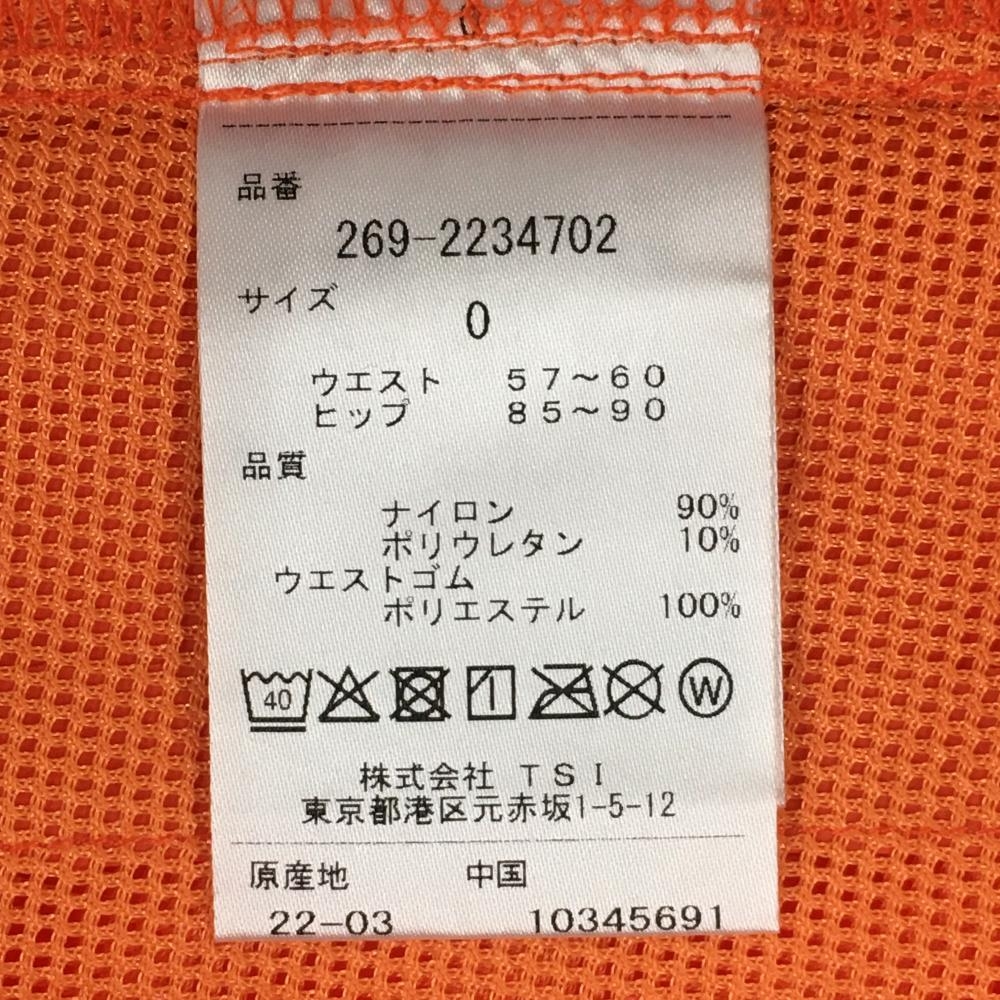 品番
269-2234702
サイズ
0
ウエスト 57～60
ヒップ 85～90
品質
ナイロン 90%
ポリウレタン 10%
ウエストゴム
ポリエステル 100%
40 W
株式会社 TSI
東京都港区元赤坂1-5-12
原産地 中国
22-03 10345691